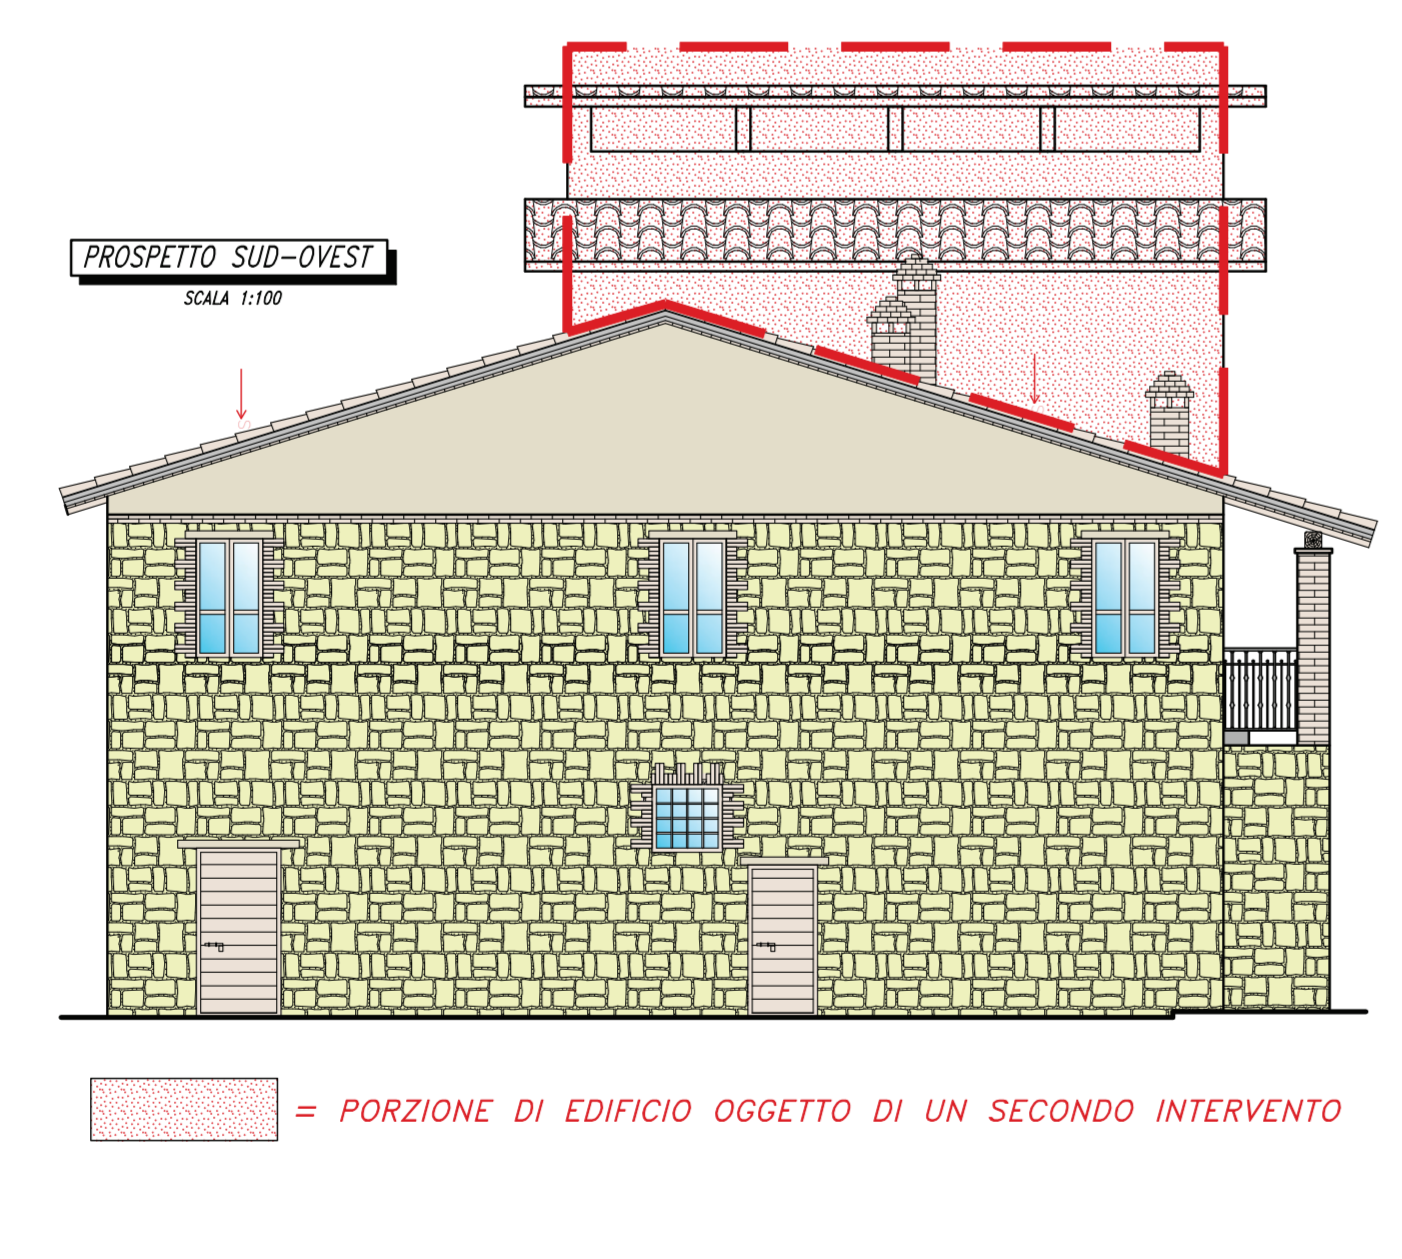 PROSPETTO SUD-OVEST
SCALA 1:100
S
= PORZIONE DI EDIFICIO OGGETTO DI UN SECONDO INTERVENTO